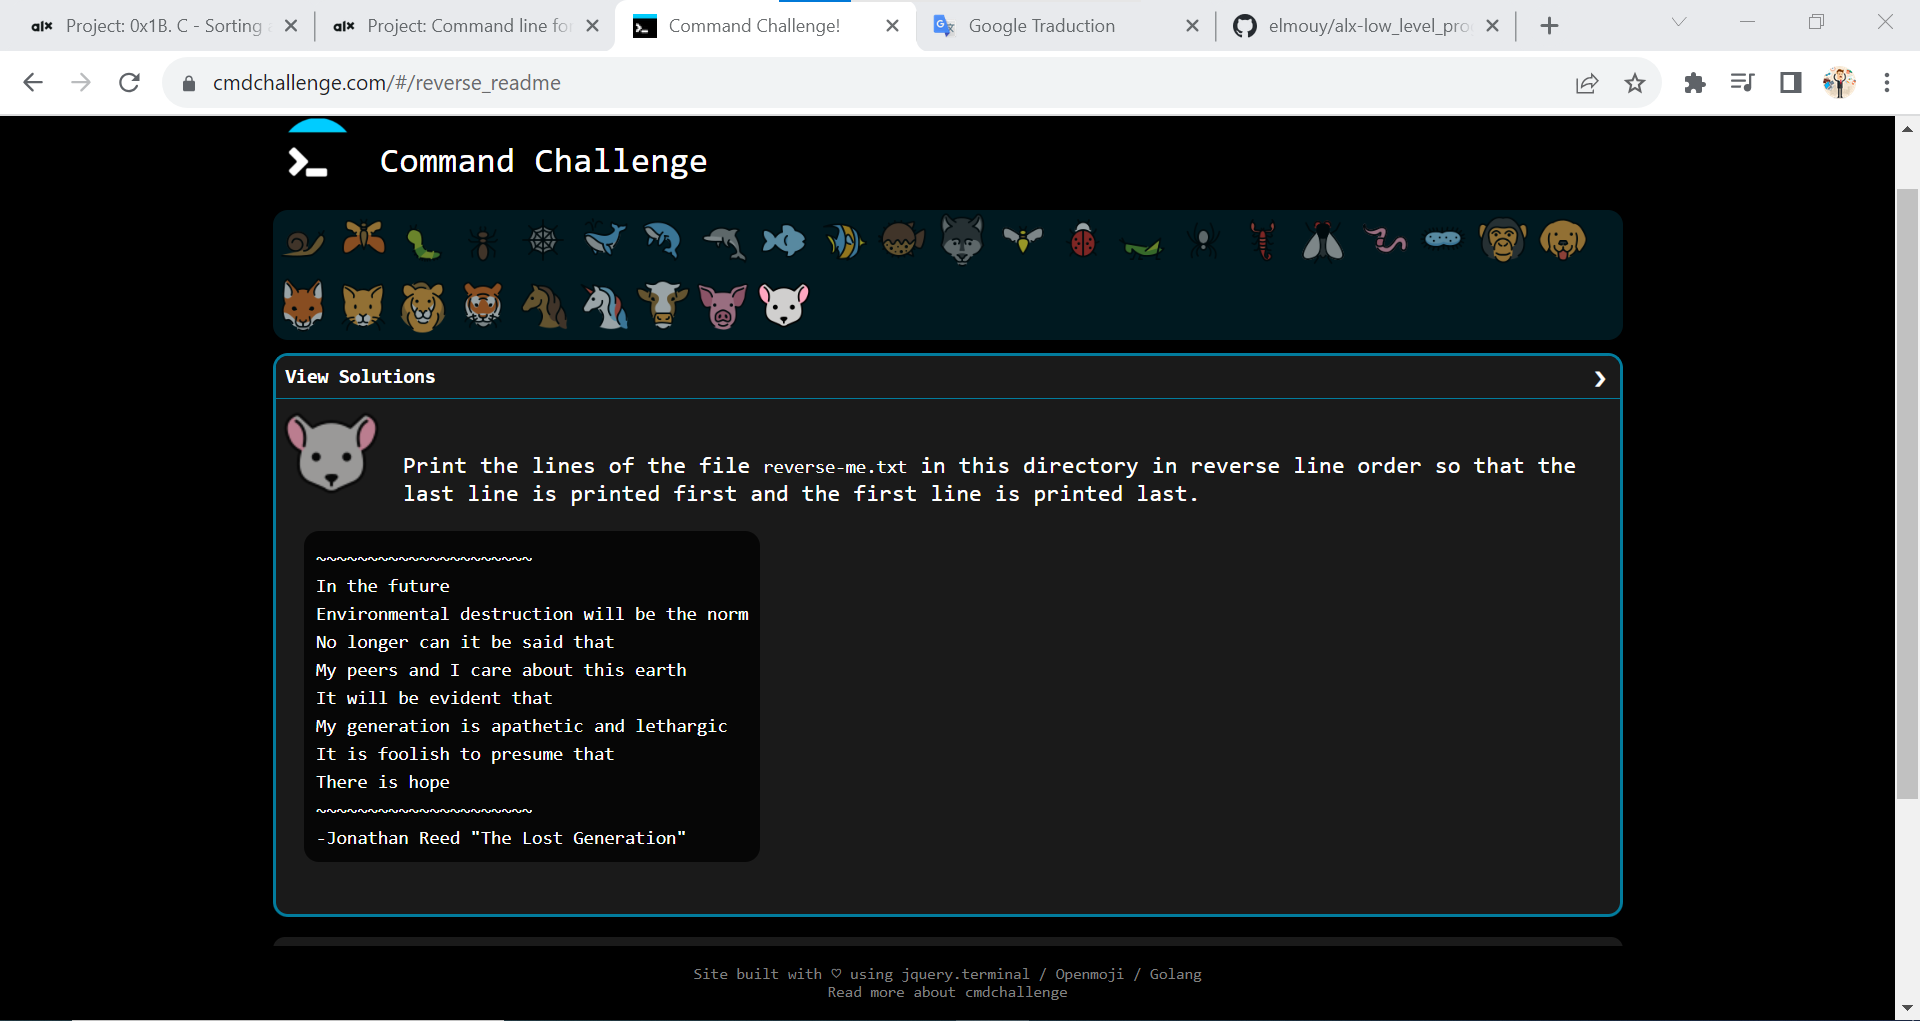 alx Project: 0x1B. C - Sorting a
alx Project: Command line for
Command Challenge!
Google Traduction
elmouy/alx-low_level_pro
cmdchallenge.com/#/reverse_readme
Command Challenge
View Solutions
Print the lines of the file reverse-me.txt in this directory in reverse line order so that the
last line is printed first and the first line is printed last.
~~~~~~~~~~~~~~~~~~~~~
In the future
Environmental destruction will be the norm
No longer can it be said that
My peers and I care about this earth
It will be evident that
My generation is apathetic and lethargic
It is foolish to presume that
There is hope
~~~~~~~~~~~~~~~~~~~~~
-Jonathan Reed "The Lost Generation"
Site built with ♡ using jquery.terminal / Openmoji / Golang
Read more about cmdchallenge